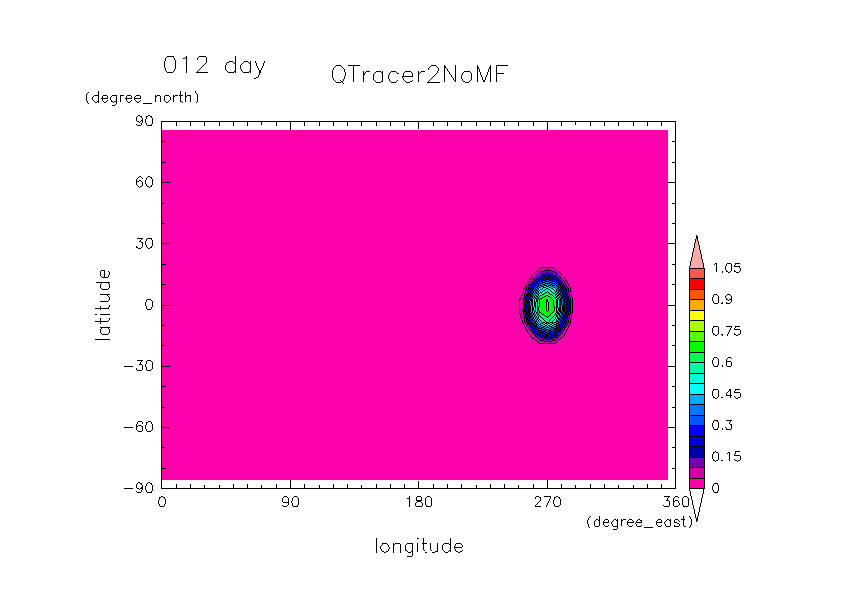 012 day
QTracer2NoMF
(degree_north)
90
60
30
0
−30
−60
−90
latitude
0 90 180 270 360
(degree_east)
longitude
1.05
0.9
0.75
0.6
0.45
0.3
0.15
0